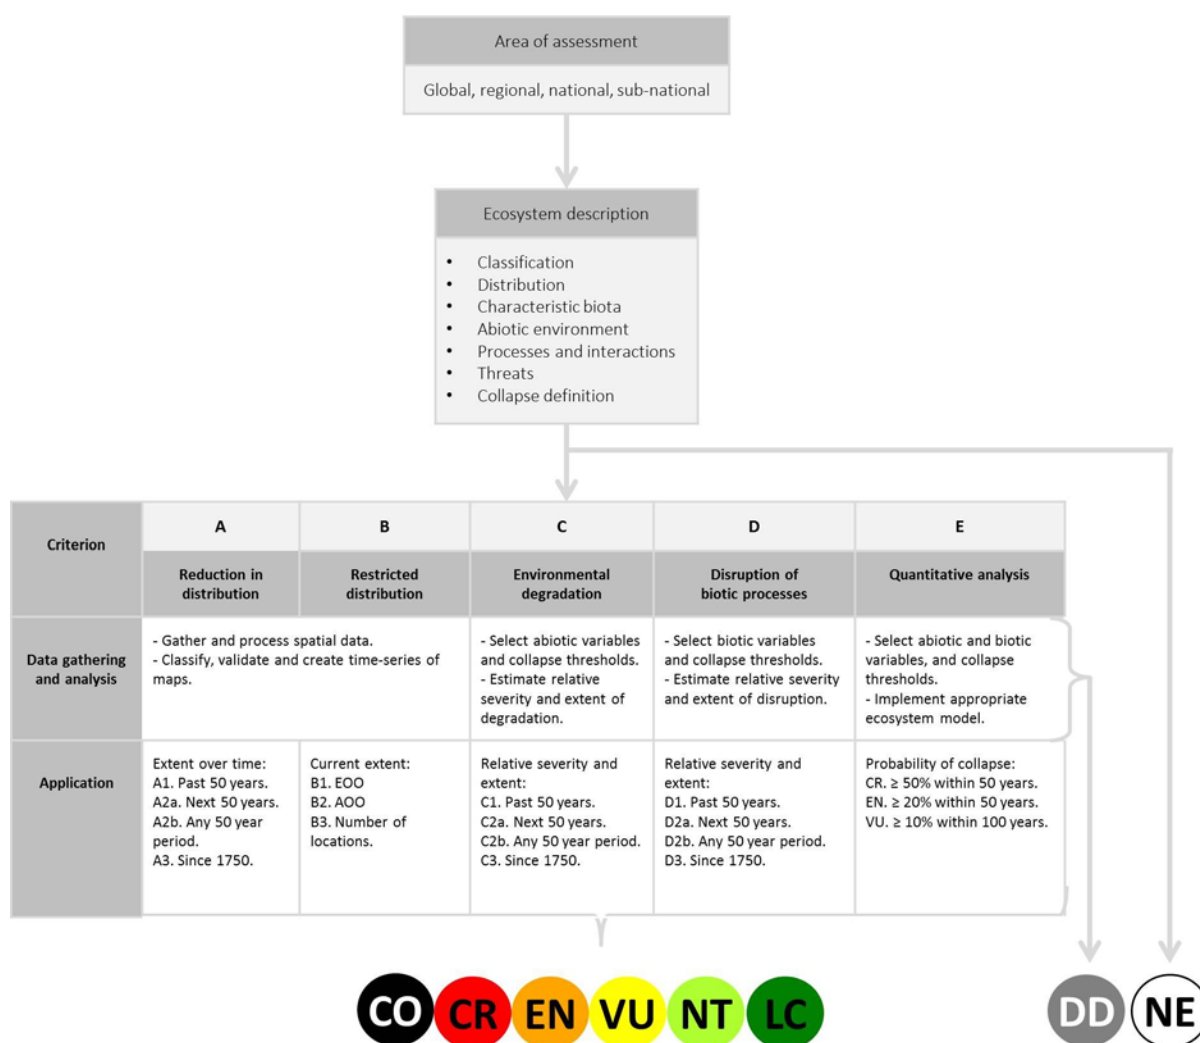 Area of assessment
Global, regional, national, sub-national
Ecosystem description
• Classification
• Distribution
• Characteristic biota
• Abiotic environment
• Processes and interactions
• Threats
• Collapse definition
Criterion
A
B
C
D
E
Reduction in
distribution
Restricted
distribution
Environmental
degradation
Disruption of
biotic processes
Quantitative analysis
Data gathering
and analysis
- Gather and process spatial data.
- Classify, validate and create time-series of
maps.
- Select abiotic variables
and collapse thresholds.
- Estimate relative
severity and extent of
degradation.
- Select biotic variables
and collapse thresholds.
- Estimate relative severity
and extent of disruption.
- Select abiotic and biotic
variables, and collapse
thresholds.
- Implement appropriate
ecosystem model.
Application
Extent over time:
A1. Past 50 years.
A2a. Next 50 years.
A2b. Any 50 year
period.
A3. Since 1750.
Current extent:
B1. EOO
B2. AOO
B3. Number of
locations.
Relative severity and
extent:
C1. Past 50 years.
C2a. Next 50 years.
C2b. Any 50 year period.
C3. Since 1750.
Relative severity and
extent:
D1. Past 50 years.
D2a. Next 50 years.
D2b. Any 50 year period.
D3. Since 1750.
Probability of collapse:
CR. ≥ 50% within 50 years.
EN. ≥ 20% within 50 years.
VU. ≥ 10% within 100 years.
CO CR EN VU NT LC DD NE